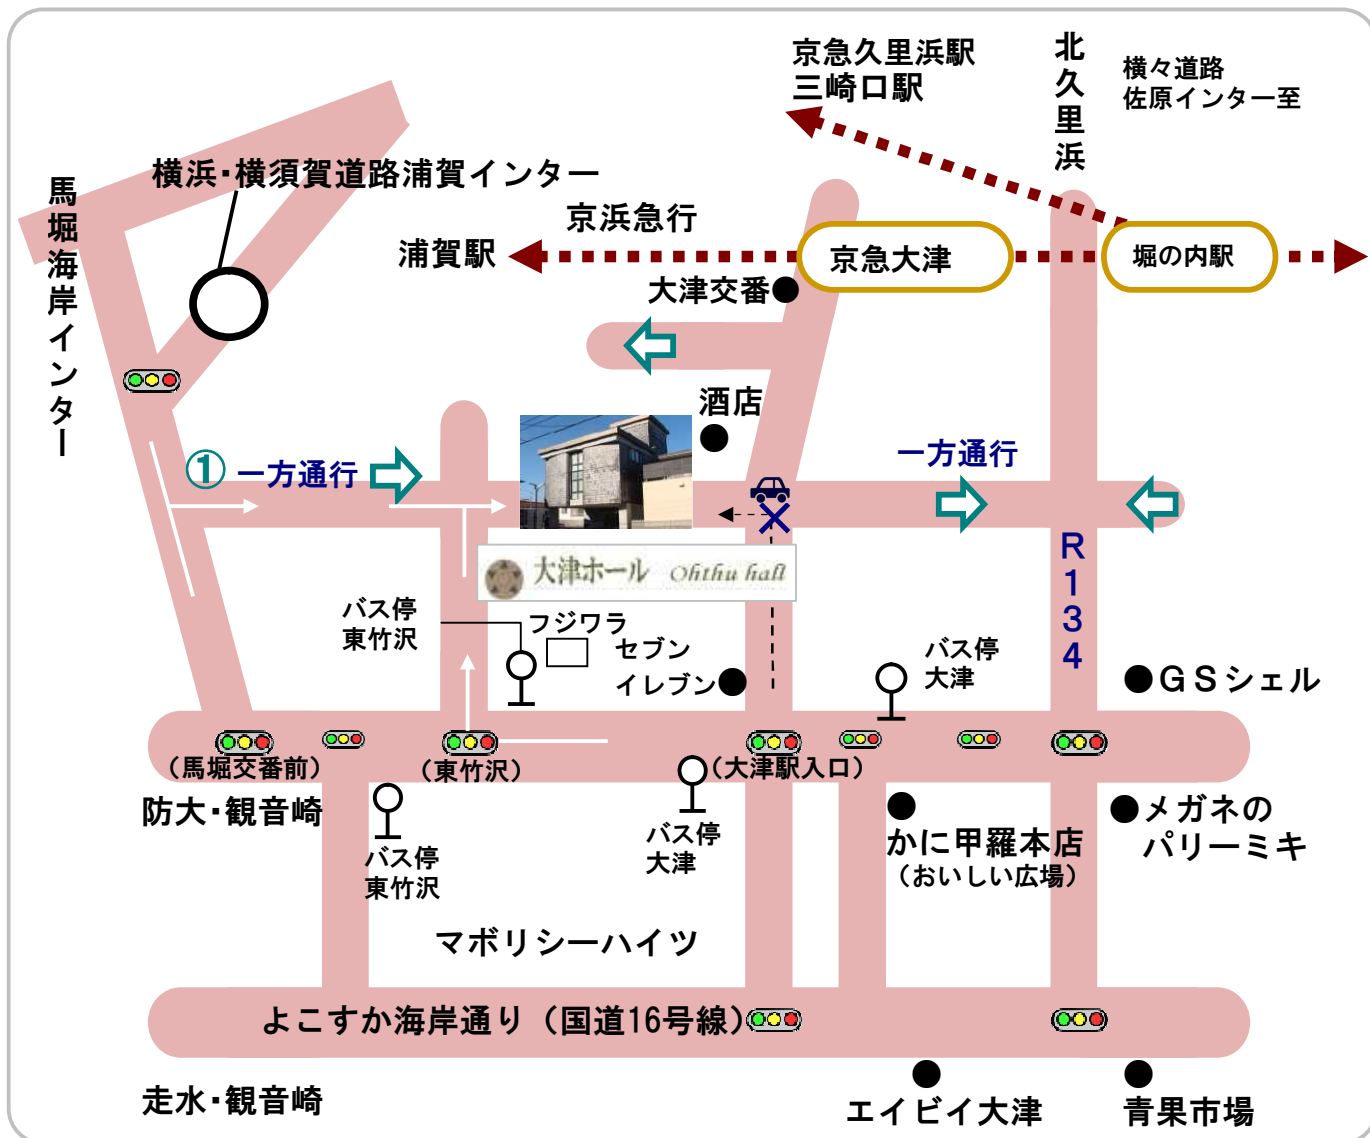 京急久里浜駅
三崎口駅
北久里浜
横々道路
佐原インター至
横浜・横須賀道路浦賀インター
馬堀海岸インター
京浜急行
浦賀駅
京急大津
堀の内駅
大津交番
酒店
① 一方通行
一方通行
R134
大津ホール Ohthu hall
バス停
東竹沢
フジワラ
セブン
イレブン
バス停
大津
GSシェル
(馬堀交番前)
(東竹沢)
(大津駅入口)
防大・観音崎
バス停
東竹沢
バス停
大津
かに甲羅本店
(おいしい広場)
メガネの
パリーミキ
マボリシーハイツ
よこすか海岸通り(国道16号線)
走水・観音崎
エイビイ大津
青果市場